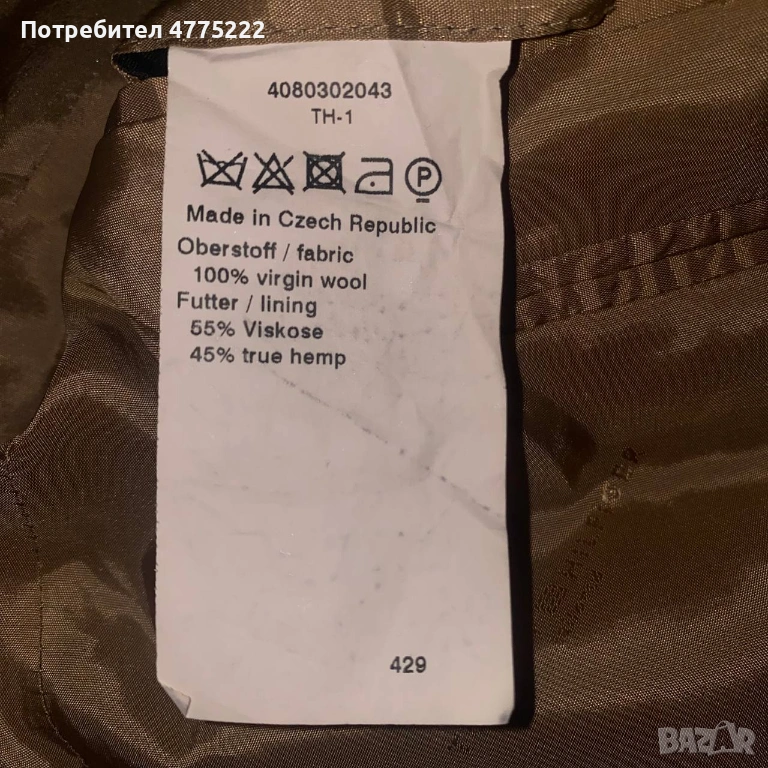 Потребител 4775222
4080302043
TH-1
P
Made in Czech Republic
Oberstoff / fabric
100% virgin wool
Futter / lining
55% Viskose
45% true hemp
429
BAZAR